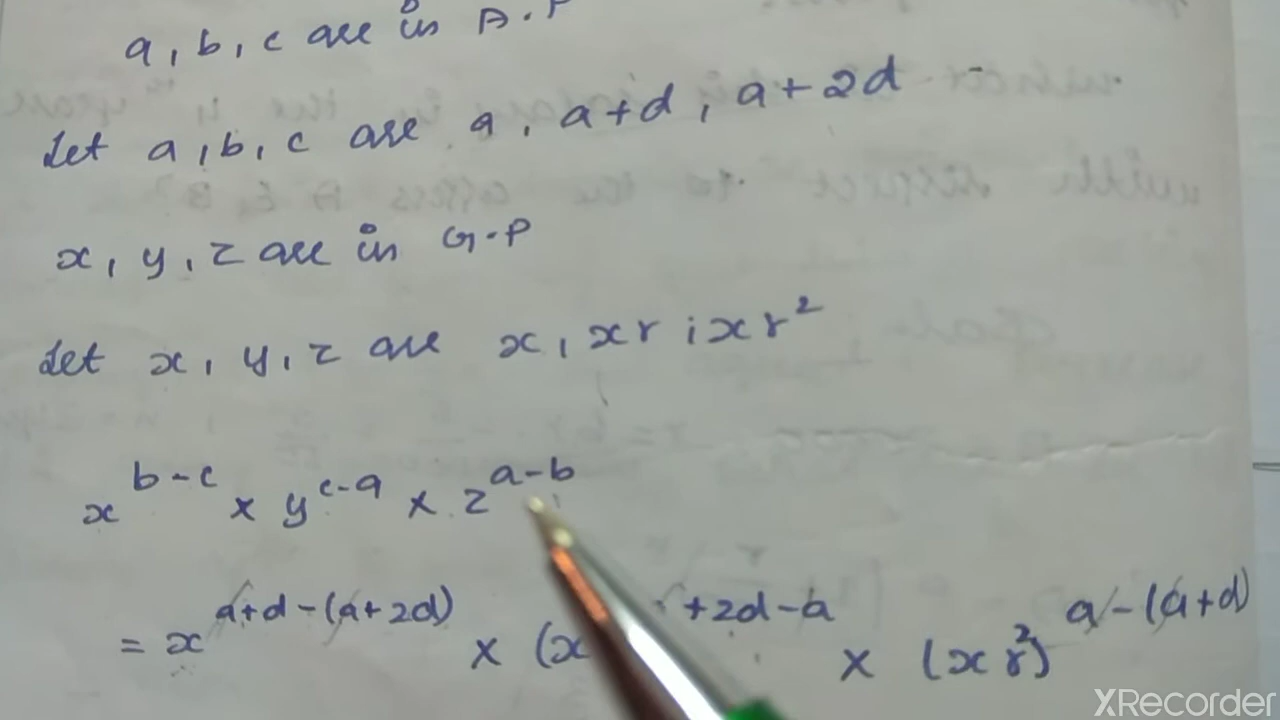 a, b, c are in A.P
Let a, b, c are a, a+d, a+2d
x, y, z are in G.P
Let x, y, z are x, xr, xr²
x^{b-c} × y^{c-a} × z^{a-b}
= x^{a+d-(a+2d)} × (x +2d-a × (xr²)^{a-(a+d)}
XRecorder